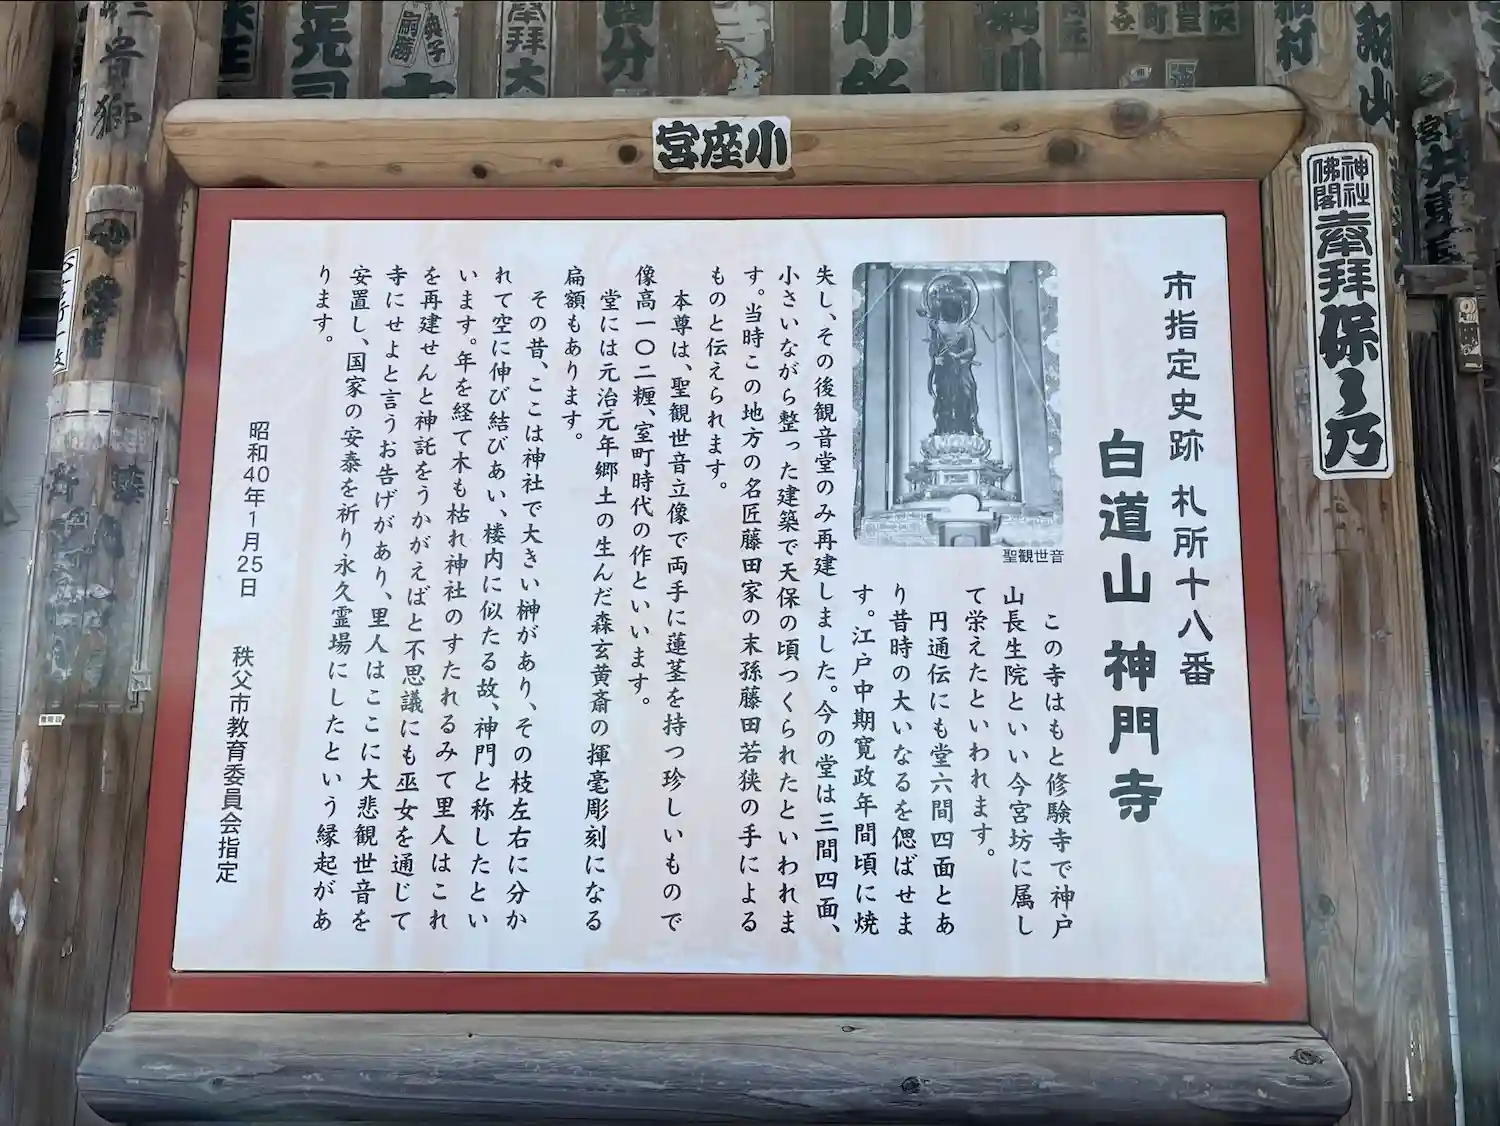 小座宮
神社
佛閣
奉拝
保々乃
市指定史跡 札所十八番
白道山 神門寺
聖観世音
この寺はもと修験寺で神戸
山長生院といい今宮坊に属し
て栄えたといわれます。
円通伝にも堂六間四面とあ
り昔時の大いなるを偲ばせま
す。江戸中期寛政年間頃に焼
失し、その後観音堂のみ再建しました。今の堂は三間四面、
小さいながら整った建築で天保の頃つくられたといわれま
す。当時この地方の名匠藤田家の末孫藤田若狭の手による
ものと伝えられます。
本尊は、聖観世音立像で両手に蓮茎を持つ珍しいもので
像高一〇二糎、室町時代の作といいます。
堂には元治元年郷土の生んだ森玄黄斎の揮毫彫刻になる
扁額もあります。
その昔、ここは神社で大きい榊があり、その枝左右に分か
れて空に伸び結びあい、楼内に似たる故、神門と称したとい
います。年を経て木も枯れ神社のすたれるみて里人はこれ
を再建せんと神託をうかがえばと不思議にも巫女を通じて
寺にせよと言うお告げがあり、里人はここに大悲観世音を
安置し、国家の安泰を祈り永久霊場にしたという縁起があ
ります。
昭和40年1月25日 秩父市教育委員会指定